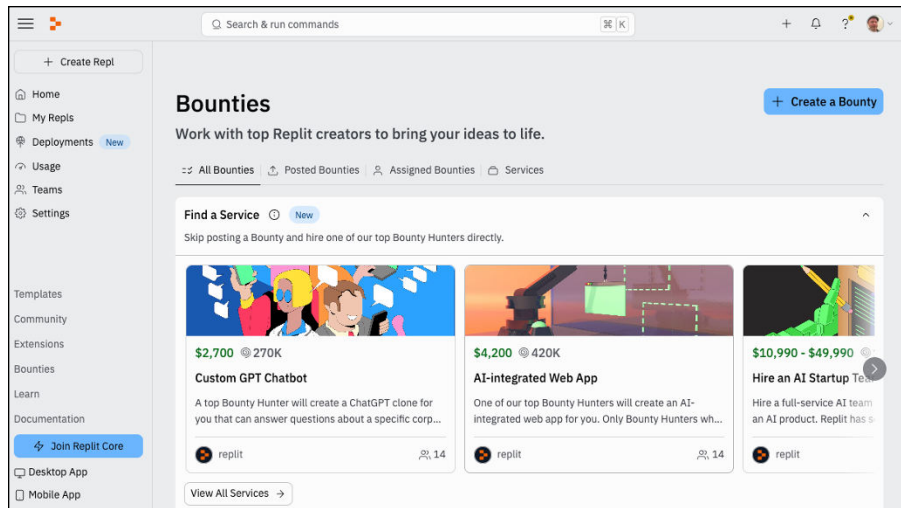 Search & run commands
⌘ K
?
+ Create Repl
Home
My Repls
Deployments New
Usage
Teams
Settings
Templates
Community
Extensions
Bounties
Learn
Documentation
Join Replit Core
Desktop App
Mobile App
Bounties
+ Create a Bounty
Work with top Replit creators to bring your ideas to life.
All Bounties
Posted Bounties
Assigned Bounties
Services
Find a Service New
Skip posting a Bounty and hire one of our top Bounty Hunters directly.
$2,700 270K
Custom GPT Chatbot
A top Bounty Hunter will create a ChatGPT clone for
you that can answer questions about a specific corp...
replit 14
$4,200 420K
AI-integrated Web App
One of our top Bounty Hunters will create an AI-
integrated web app for you. Only Bounty Hunters wh...
replit 14
$10,990 - $49,990
Hire an AI Startup
Hire a full-service AI team
an AI product. Replit has
replit
View All Services →